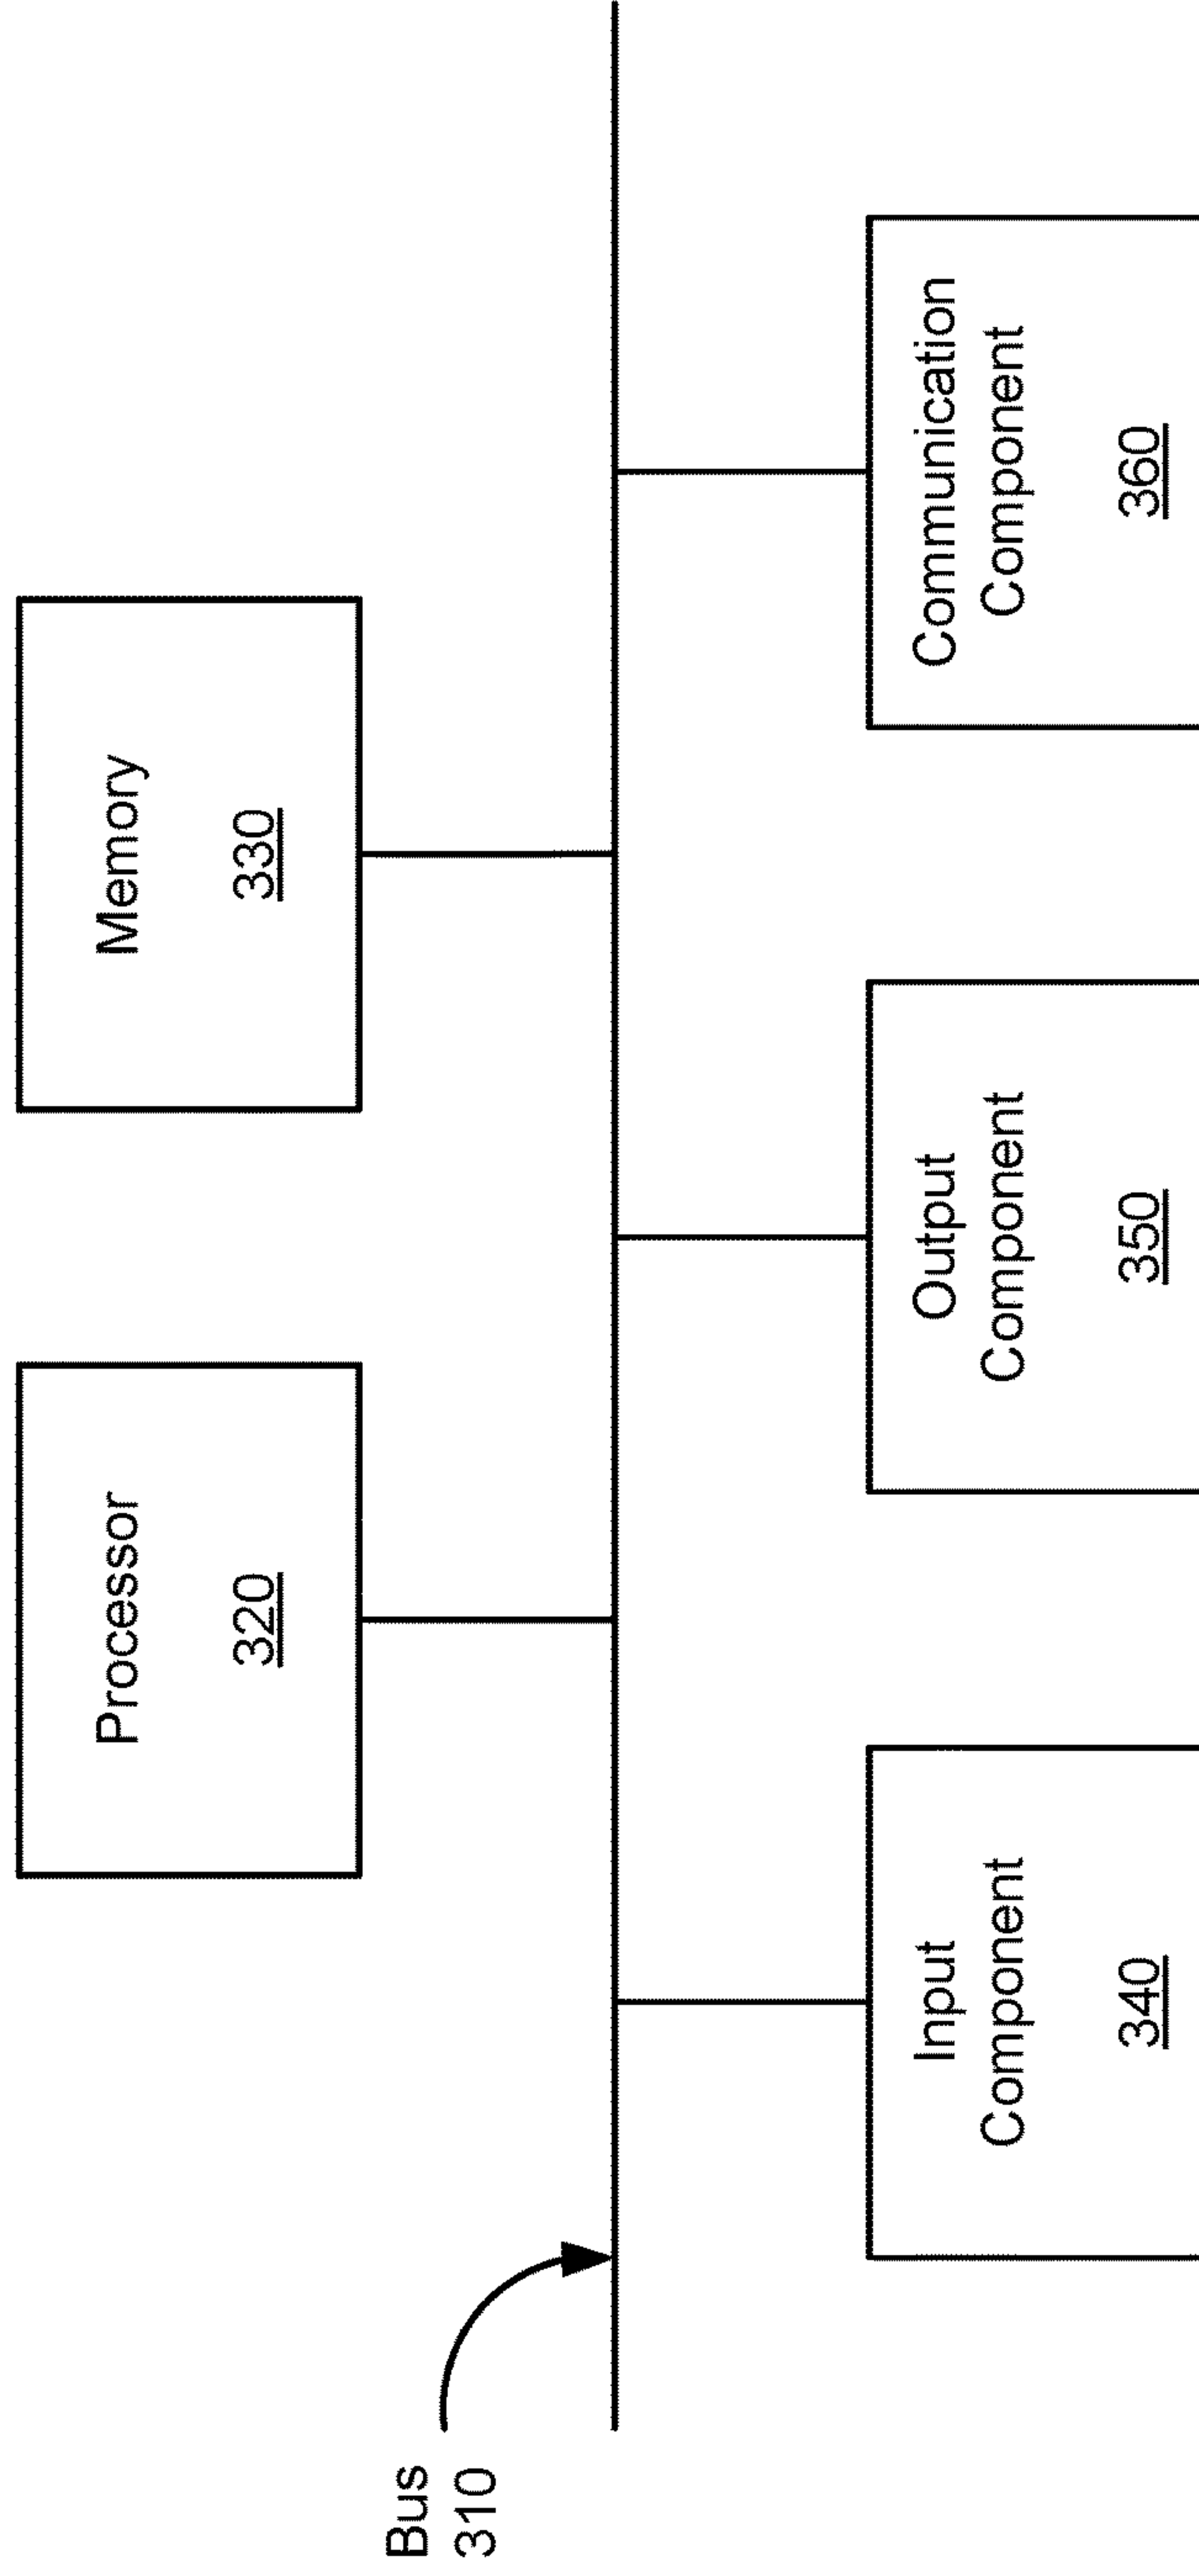 Processor
320
Memory
330
Bus
310
Input
Component
340
Output
Component
350
Communication
Component
360